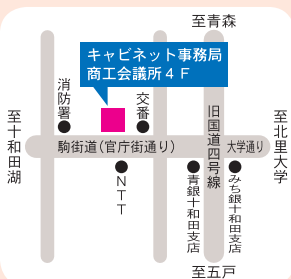 至青森
キャビネット事務局
商工会議所４Ｆ
消防署
交番
至十和田湖
駒街道(官庁街通り)
旧国道四号線
大学通り
至北里大学
ＮＴＴ
青銀十和田支店
みち銀十和田支店
至五戸